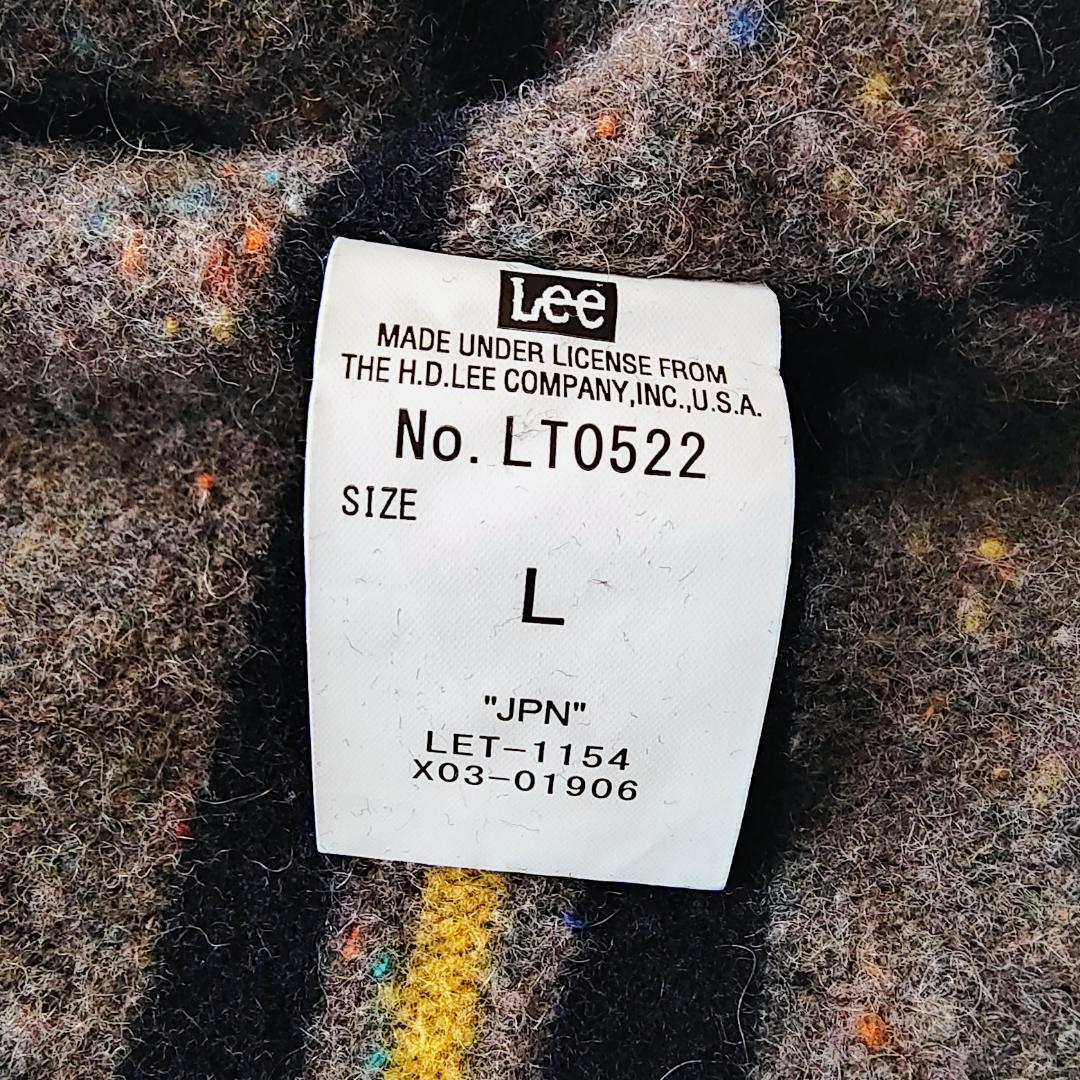 Lee
MADE UNDER LICENSE FROM
THE H.D.LEE COMPANY,INC.,U.S.A.
No. LT0522
SIZE
L
"JPN"
LET-1154
X03-01906